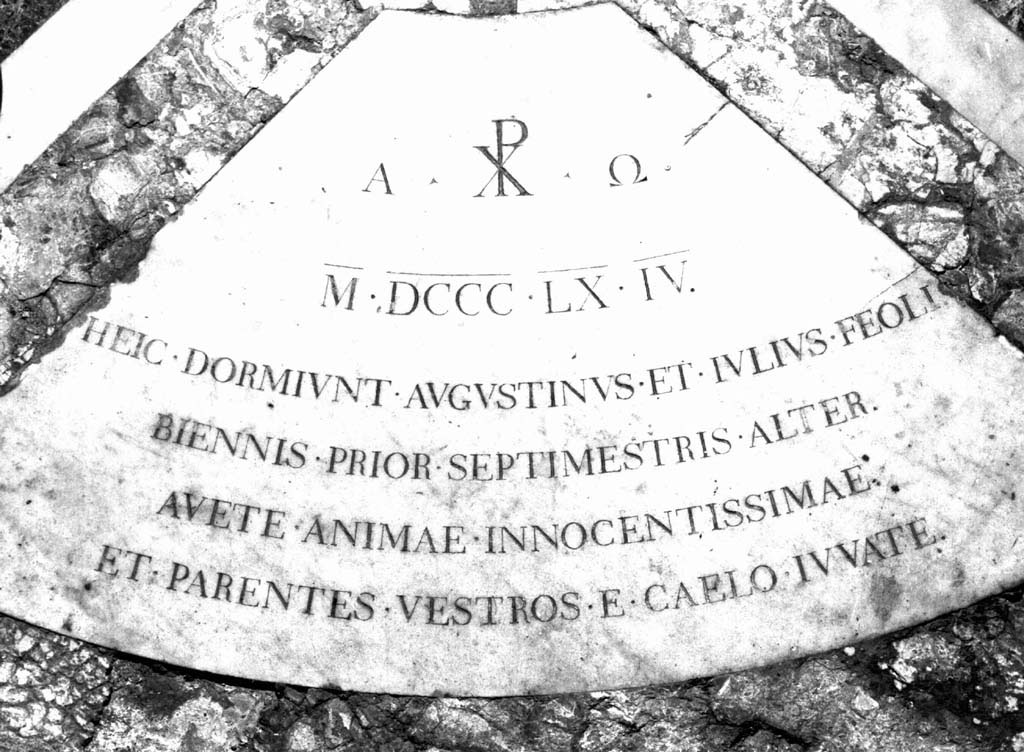 Α · ☧ · Ω ·
M · DCCC · LX · IV.
HEIC · DORMIVNT · AVGVSTINVS · ET · IVLIVS · FEOLI
BIENNIS · PRIOR · SEPTIMESTRIS · ALTER.
AVETE · ANIMAE · INNOCENTISSIMAE.
ET · PARENTES · VESTROS · E · CAELO · IVVATE.